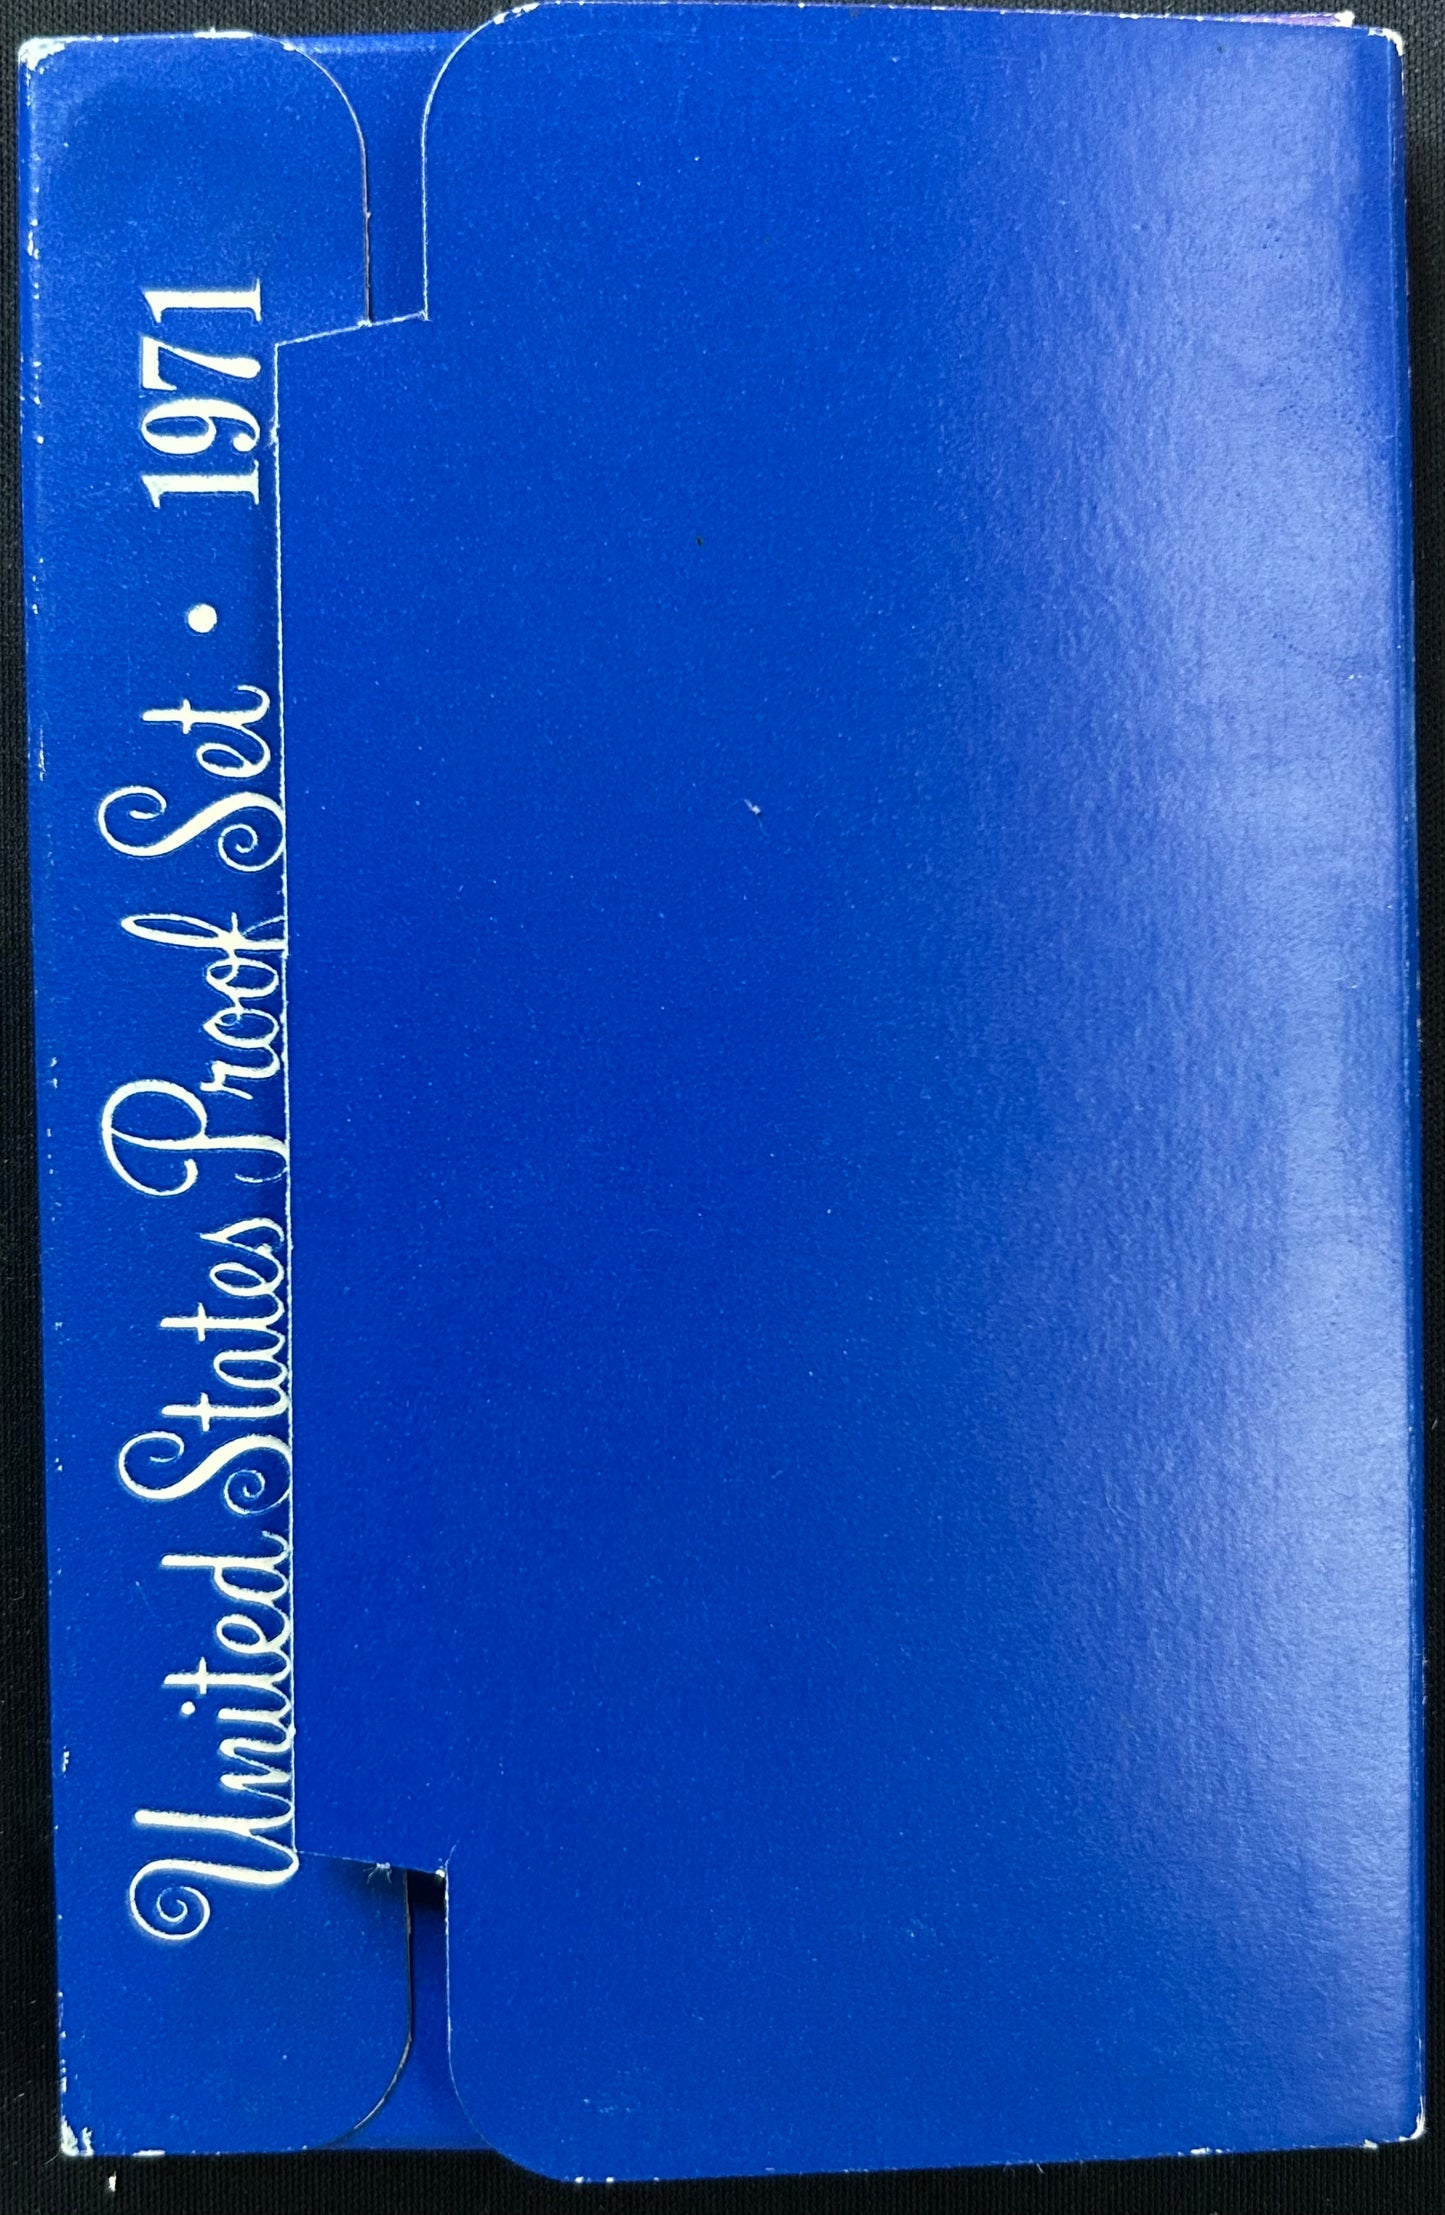 United States Proof Set • 1971